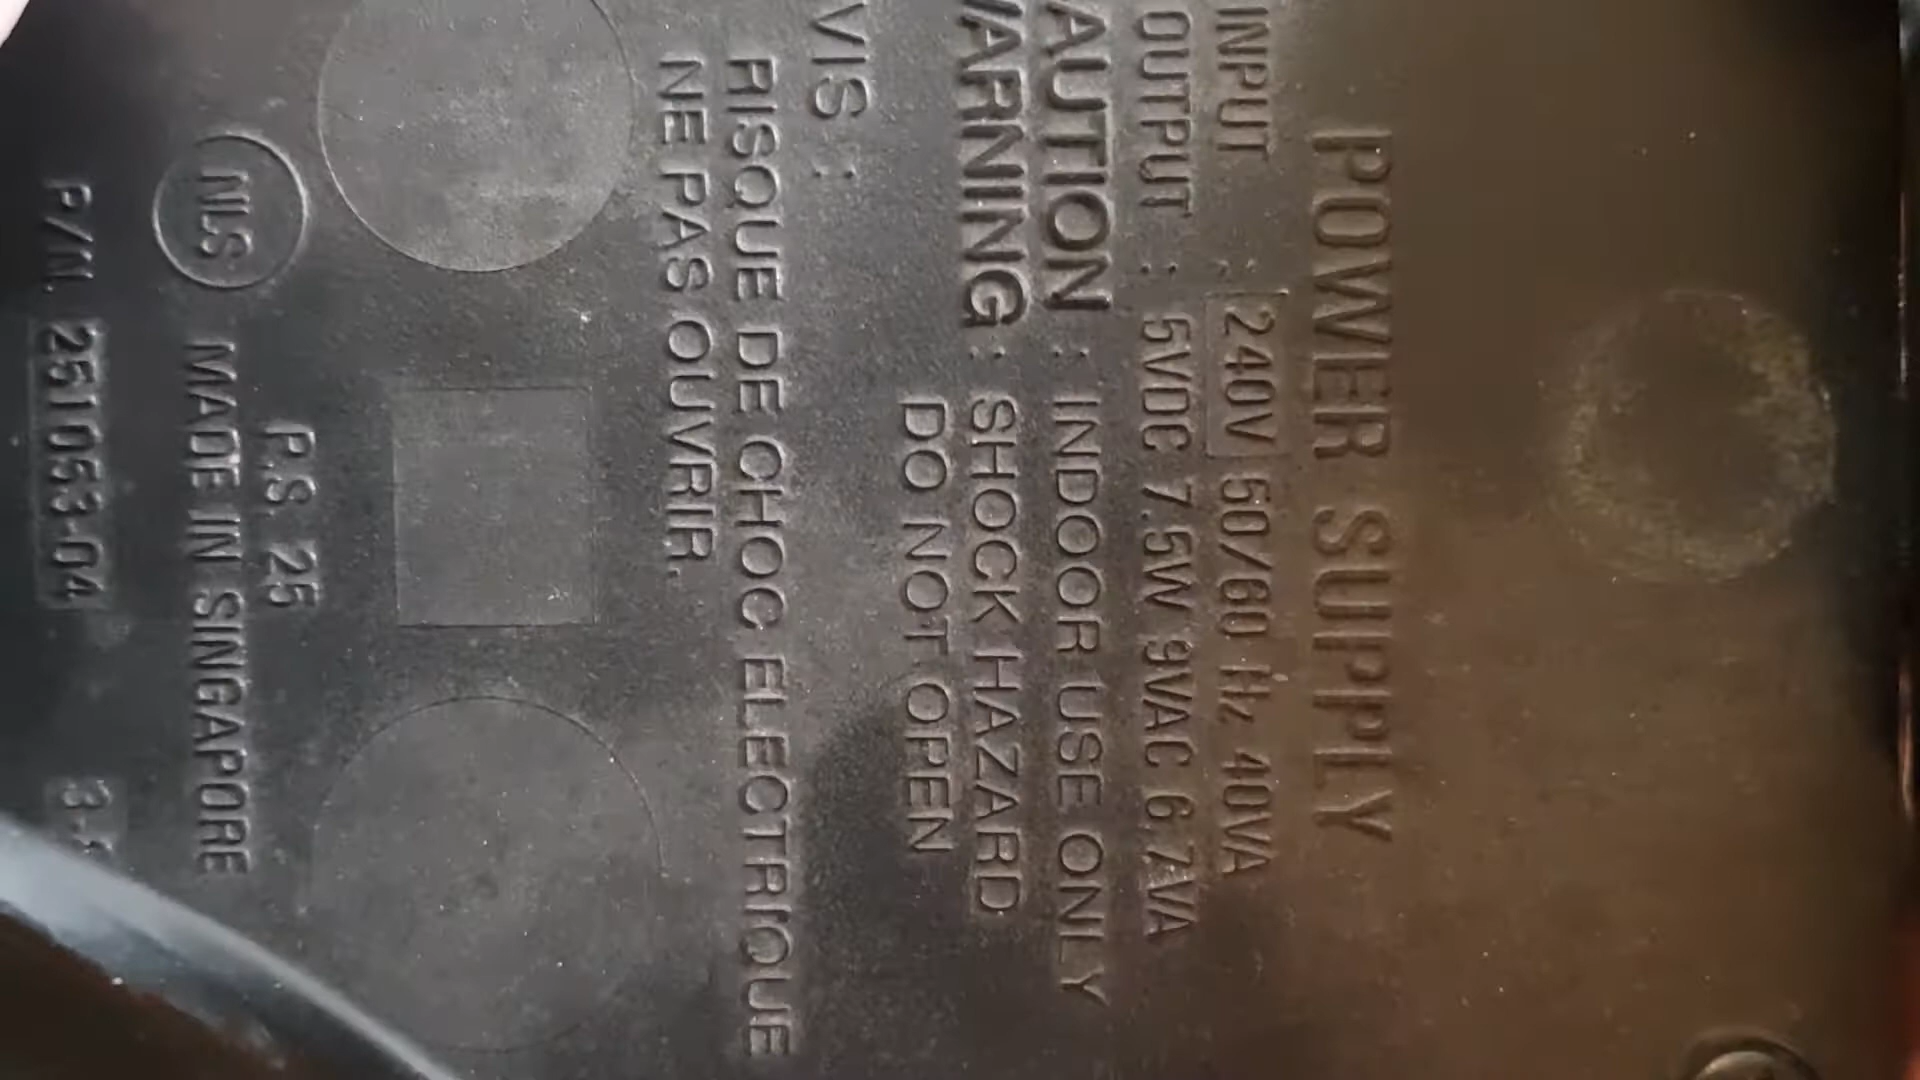 POWER SUPPLY
INPUT : 240V 50/60 Hz 40VA
OUTPUT : 5VDC 7.5W 9VAC 6.7VA
AUTION : INDOOR USE ONLY
WARNING : SHOCK HAZARD
DO NOT OPEN
VIS :
RISQUE DE CHOC ELECTRIQUE
NE PAS OUVRIR.
P.S. 25
NLS MADE IN SINGAPORE
P/N. 251053-04